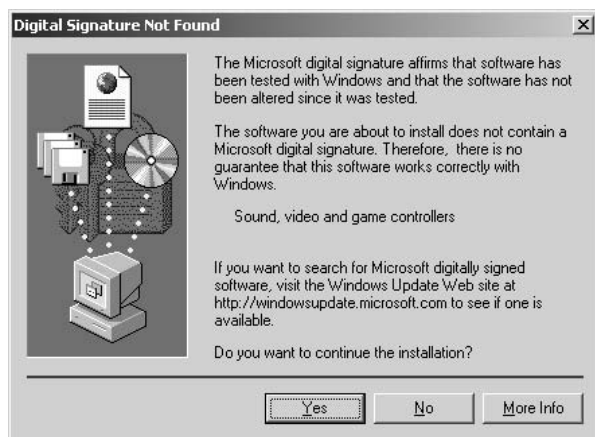 Digital Signature Not Found
The Microsoft digital signature affirms that software has
been tested with Windows and that the software has not
been altered since it was tested.
The software you are about to install does not contain a
Microsoft digital signature. Therefore, there is no
guarantee that this software works correctly with
Windows.
Sound, video and game controllers
If you want to search for Microsoft digitally signed
software, visit the Windows Update Web site at
http://windowsupdate.microsoft.com to see if one is
available.
Do you want to continue the installation?
Yes No More Info